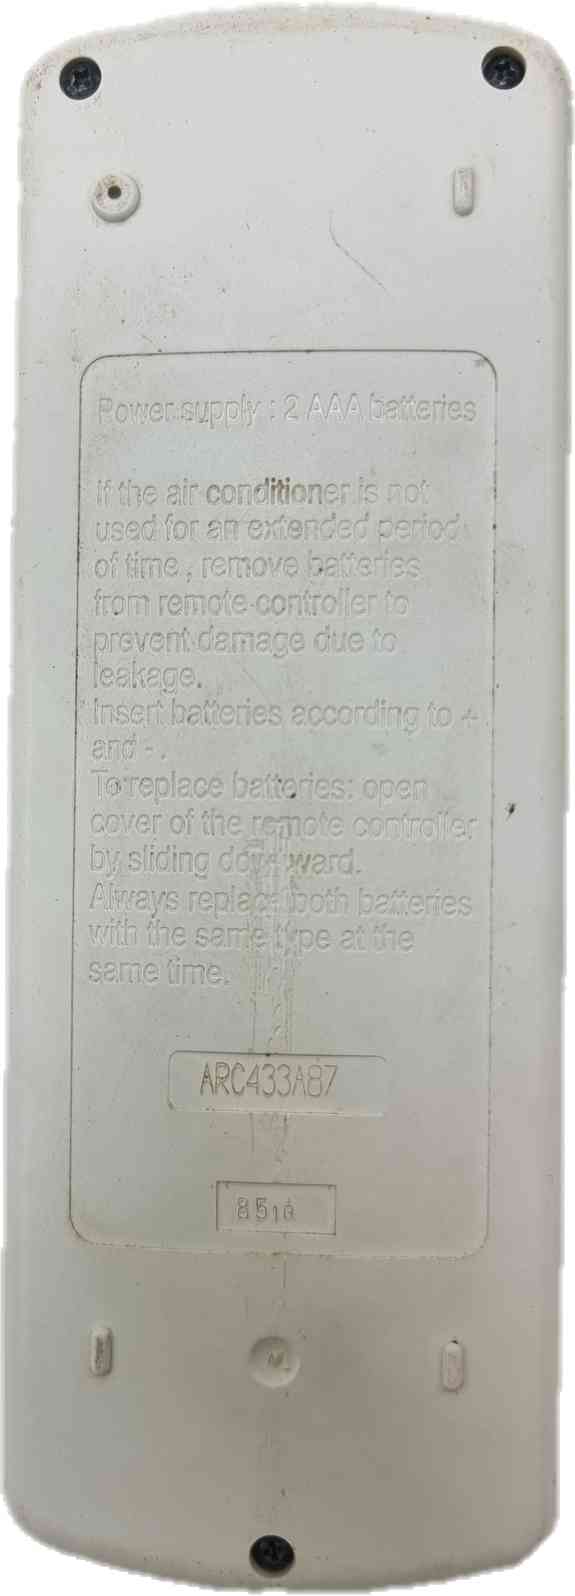 Power supply : 2 AAA batteries
If the air conditioner is not
used for an extended period
of time , remove batteries
from remote controller to
prevent damage due to
leakage.
Insert batteries according to +
and - .
To replace batteries: open
cover of the remote controller
by sliding downward.
Always replace both batteries
with the same type at the
same time.
ARC433A87